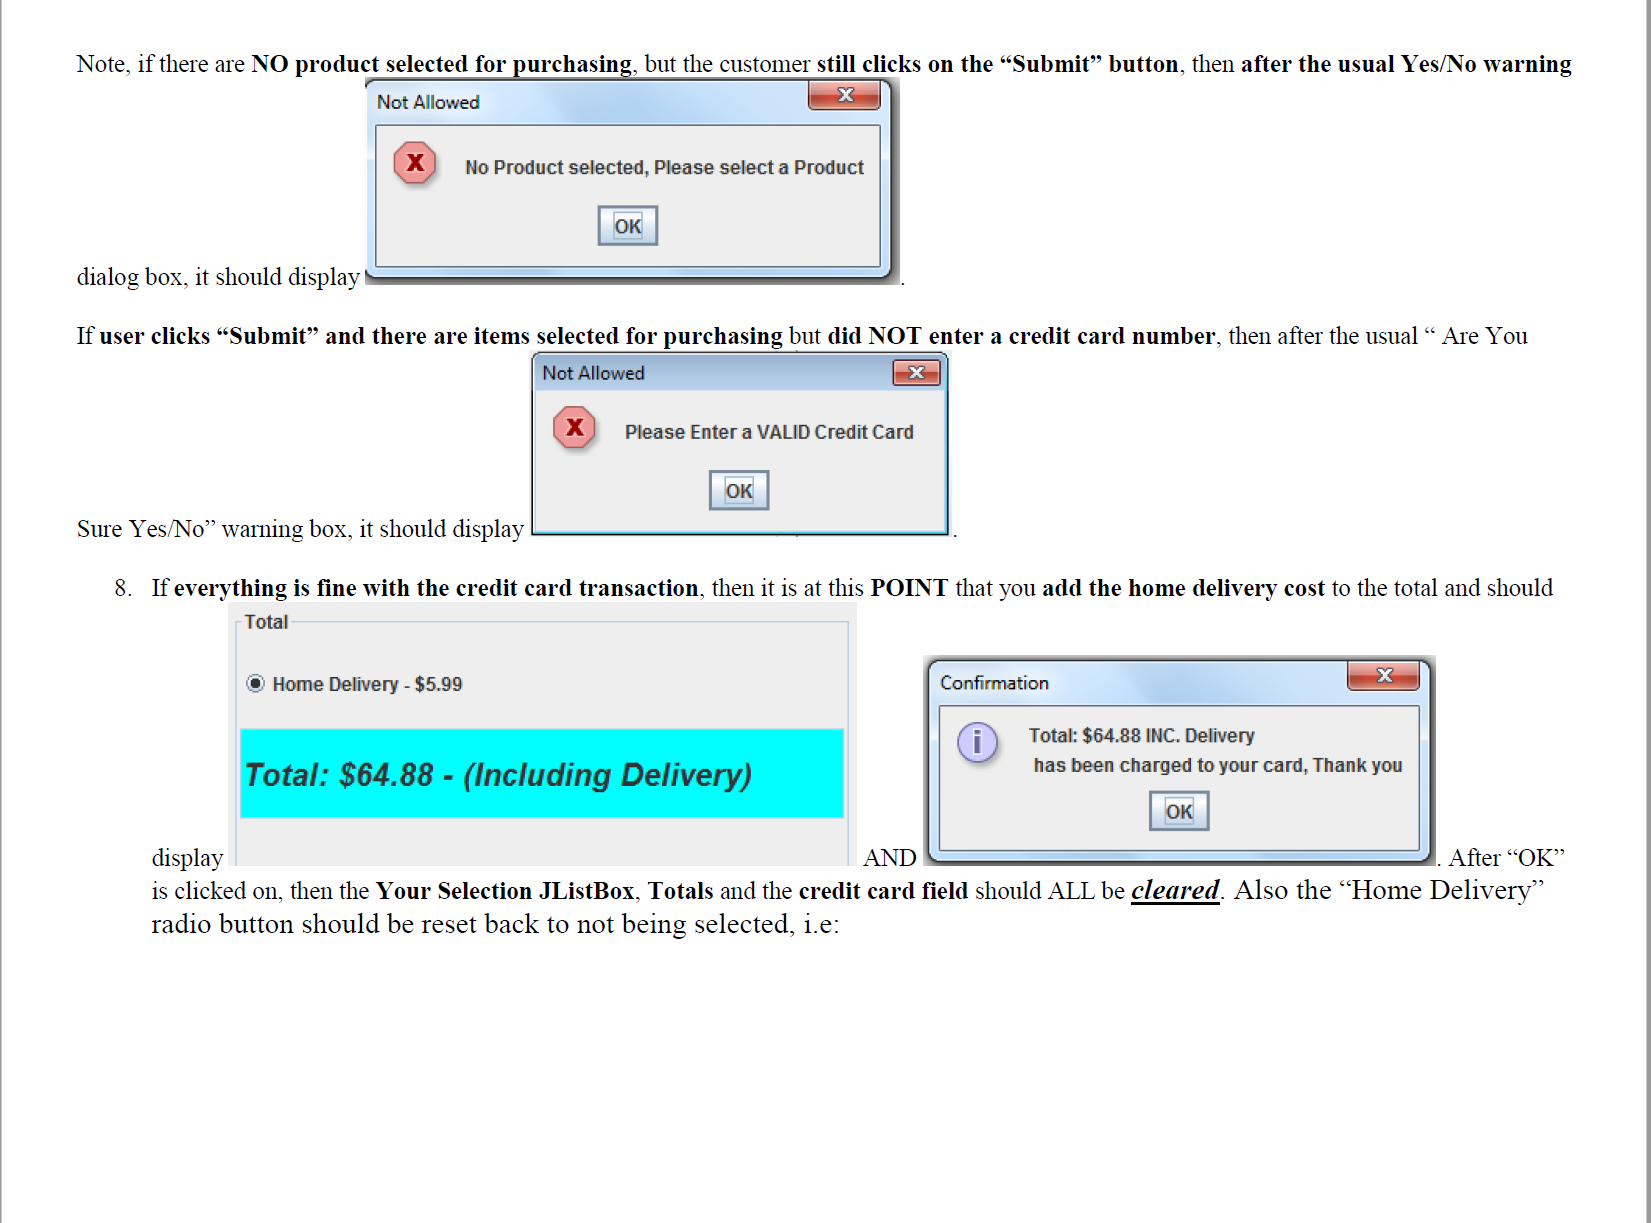 Note, if there are NO product selected for purchasing, but the customer still clicks on the “Submit” button, then after the usual Yes/No warning
Not Allowed
X
No Product selected, Please select a Product
OK
dialog box, it should display .
If user clicks “Submit” and there are items selected for purchasing but did NOT enter a credit card number, then after the usual “ Are You
Not Allowed
X
Please Enter a VALID Credit Card
OK
Sure Yes/No” warning box, it should display .
8. If everything is fine with the credit card transaction, then it is at this POINT that you add the home delivery cost to the total and should
Total
Home Delivery - $5.99
Total: $64.88 - (Including Delivery)
Confirmation
i
Total: $64.88 INC. Delivery
has been charged to your card, Thank you
OK
display AND . After “OK”
is clicked on, then the Your Selection JListBox, Totals and the credit card field should ALL be cleared. Also the “Home Delivery”
radio button should be reset back to not being selected, i.e: